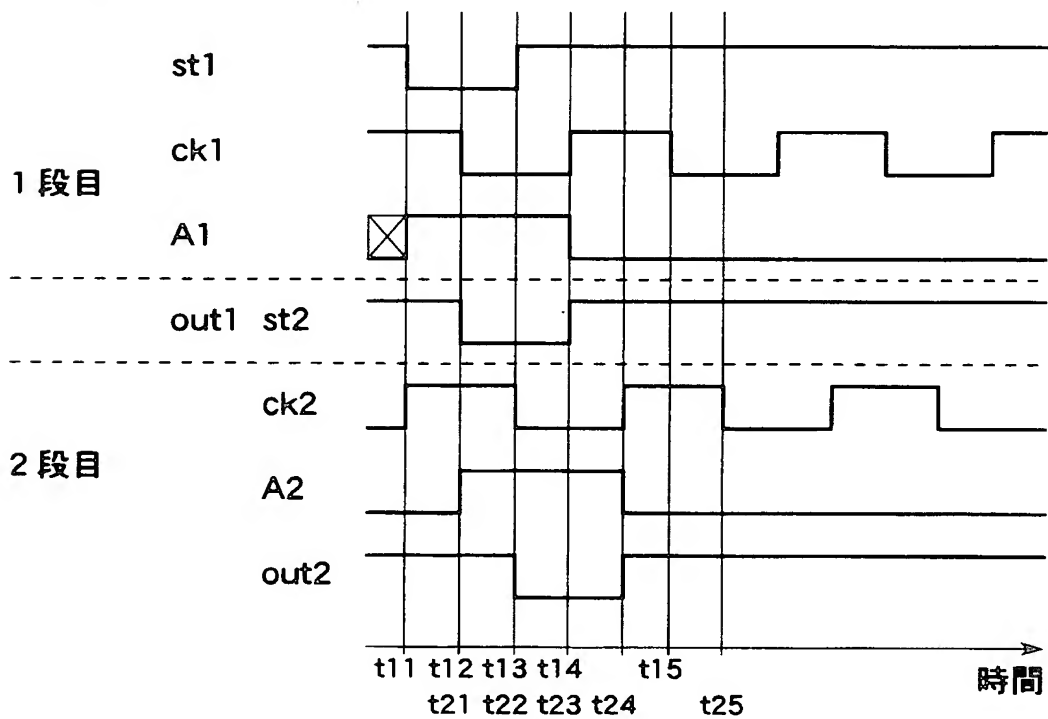 st1
ck1
1段目
A1
out1 st2
ck2
2段目
A2
out2
t11 t12 t13 t14 t15
時間
t21 t22 t23 t24 t25